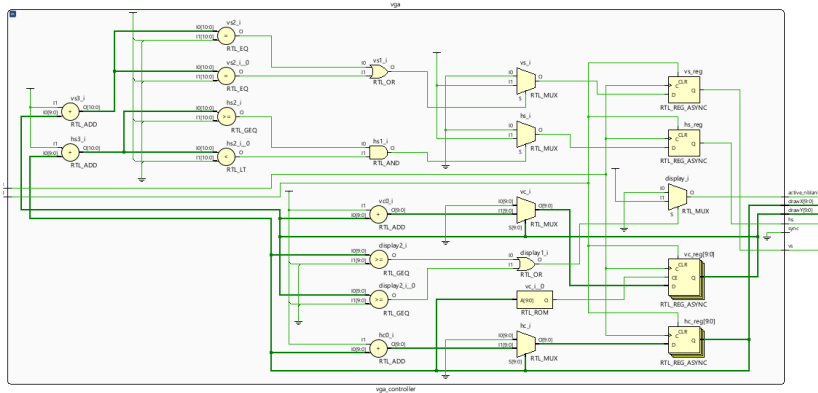 vga
vs2_i
I0[10:0]
I1[10:0]
O
=
RTL_EQ
vs2_i__0
I0[10:0]
I1[10:0]
O
=
RTL_EQ
vs1_i
I0
I1
O
RTL_OR
vs_i
I0
I1
O
S
RTL_MUX
vs_reg
CLR
C
D
Q
RTL_REG_ASYNC
vs3_i
I1
I0[9:0]
+
O[10:0]
RTL_ADD
hs2_i
I0[10:0]
I1[10:0]
>=
O
RTL_GEQ
hs_i
I0
I1
O
S
RTL_MUX
hs_reg
CLR
C
D
Q
RTL_REG_ASYNC
hs3_i
I1
I0[9:0]
+
O[10:0]
RTL_ADD
hs2_i__0
I0[10:0]
I1[10:0]
<
O
RTL_LT
hs1_i
I0
I1
O
RTL_AND
display_i
I0
I1
O
S
RTL_MUX
active_nblank
drawX[9:0]
drawY[9:0]
hs
sync
vs
vc0_i
I1
I0[9:0]
+
O[9:0]
RTL_ADD
vc_i
I0[9:0]
I1[9:0]
O[9:0]
S[9:0]
RTL_MUX
display2_i
I0[9:0]
I1[9:0]
>=
O
RTL_GEQ
display1_i
I0
I1
O
RTL_OR
vc_reg[9:0]
CLR
C
CE
D
Q
RTL_REG_ASYNC
display2_i__0
I0[9:0]
I1[9:0]
>=
O
RTL_GEQ
vc_i__0
A[9:0]
O
RTL_ROM
hc0_i
I1
I0[9:0]
+
O[9:0]
RTL_ADD
hc_i
I0[9:0]
I1[9:0]
O[9:0]
S[9:0]
RTL_MUX
hc_reg[9:0]
CLR
C
D
Q
RTL_REG_ASYNC
vga_controller